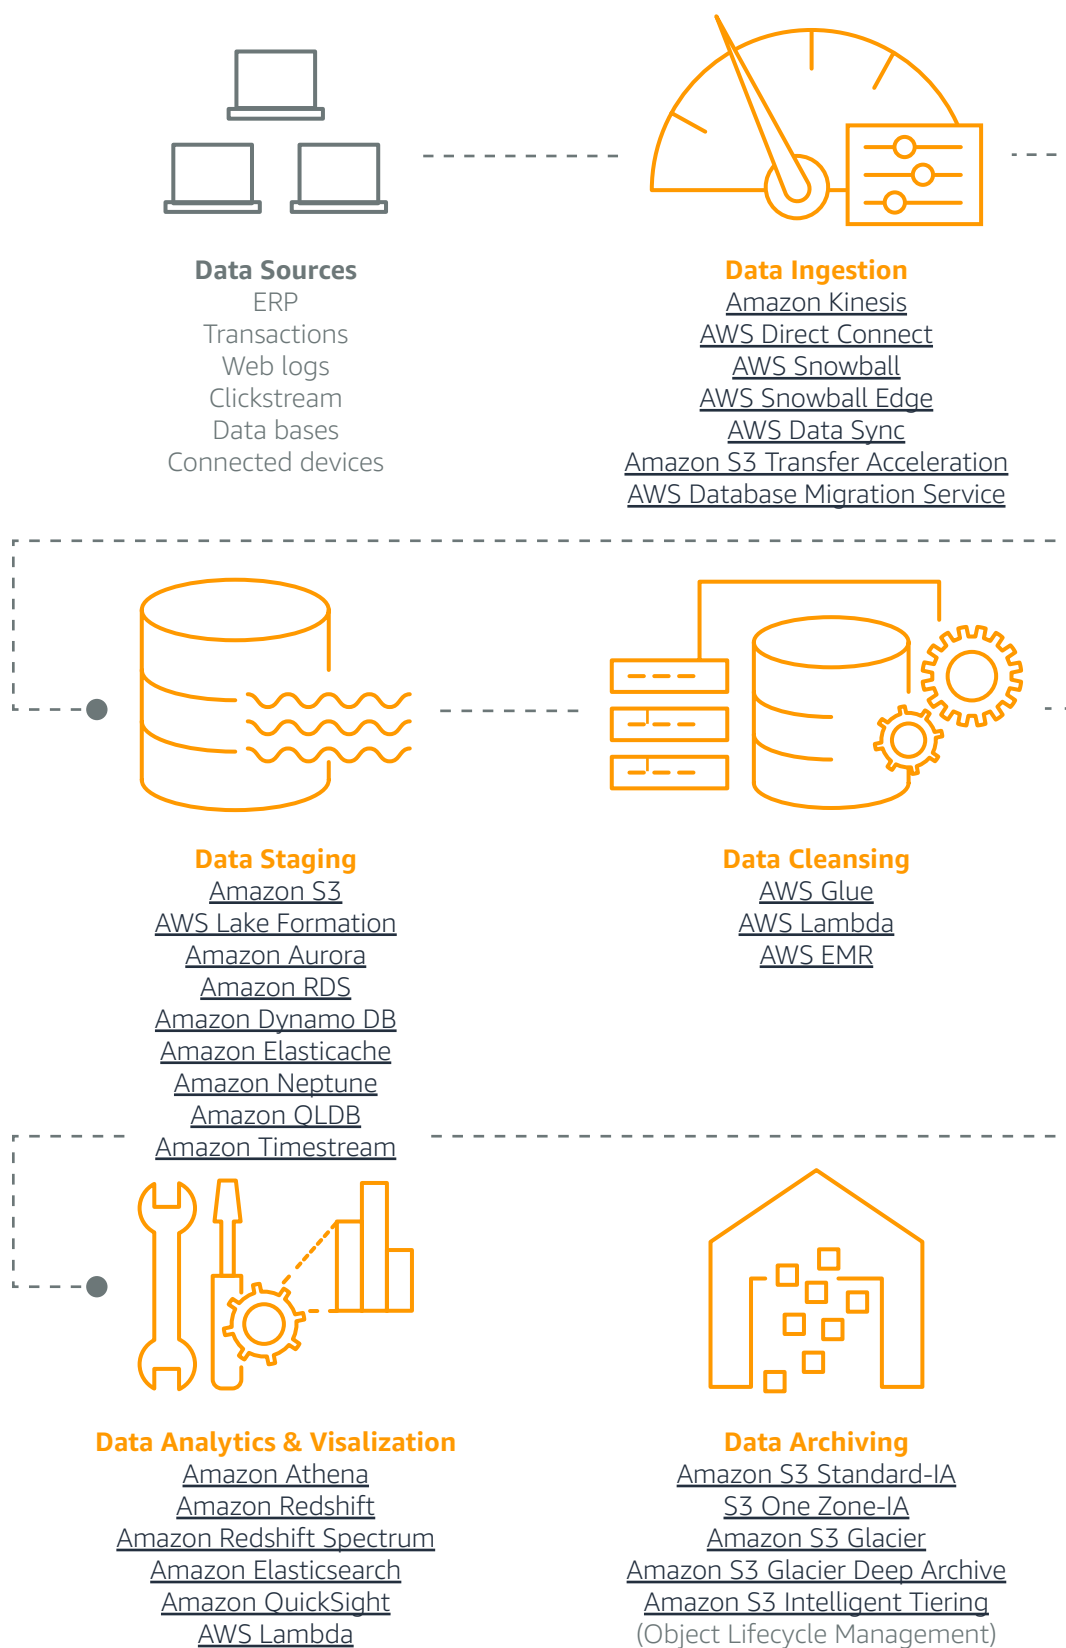 Data Sources
ERP
Transactions
Web logs
Clickstream
Data bases
Connected devices
Data Ingestion
Amazon Kinesis
AWS Direct Connect
AWS Snowball
AWS Snowball Edge
AWS Data Sync
Amazon S3 Transfer Acceleration
AWS Database Migration Service
Data Staging
Amazon S3
AWS Lake Formation
Amazon Aurora
Amazon RDS
Amazon Dynamo DB
Amazon Elasticache
Amazon Neptune
Amazon QLDB
Amazon Timestream
Data Cleansing
AWS Glue
AWS Lambda
AWS EMR
Data Analytics & Visalization
Amazon Athena
Amazon Redshift
Amazon Redshift Spectrum
Amazon Elasticsearch
Amazon QuickSight
AWS Lambda
Data Archiving
Amazon S3 Standard-IA
S3 One Zone-IA
Amazon S3 Glacier
Amazon S3 Glacier Deep Archive
Amazon S3 Intelligent Tiering
(Object Lifecycle Management)